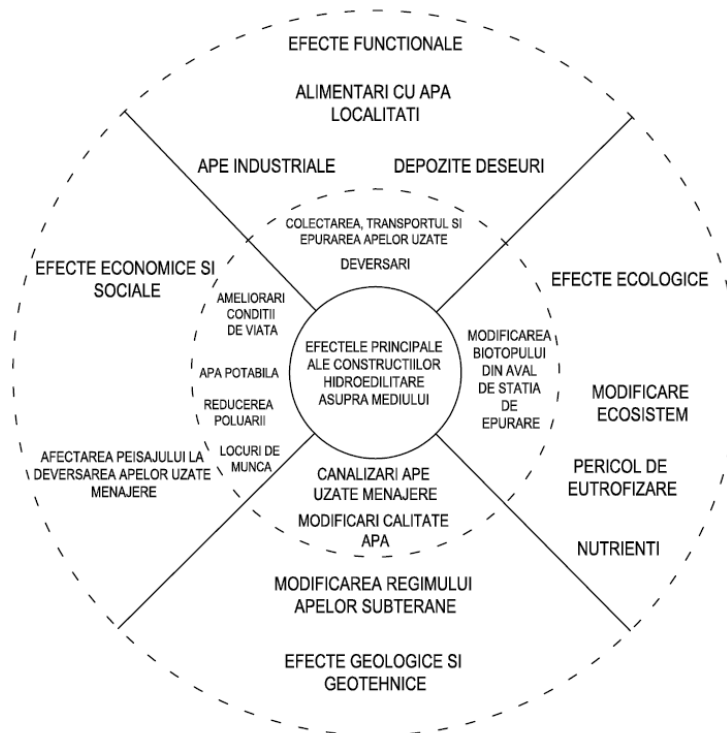 EFECTE FUNCTIONALE
ALIMENTARI CU APA
LOCALITATI
APE INDUSTRIALE
DEPOZITE DESEURI
COLECTAREA, TRANSPORTUL SI
EPURAREA APELOR UZATE
DEVERSARI
EFECTE ECONOMICE SI
SOCIALE
AMELIORARI
CONDITII
DE VIATA
APA POTABILA
REDUCEREA
POLUARII
LOCURI DE
MUNCA
AFECTAREA PEISAJULUI LA
DEVERSAREA APELOR UZATE
MENAJERE
EFECTELE PRINCIPALE
ALE CONSTRUCTIILOR
HIDROEDILITARE
ASUPRA MEDIULUI
MODIFICAREA
BIOTOPULUI
DIN AVAL
DE STATIA
DE
EPURARE
EFECTE ECOLOGICE
MODIFICARE
ECOSISTEM
PERICOL DE
EUTROFIZARE
NUTRIENTI
CANALIZARI APE
UZATE MENAJERE
MODIFICARI CALITATE
APA
MODIFICAREA REGIMULUI
APELOR SUBTERANE
EFECTE GEOLOGICE SI
GEOTEHNICE